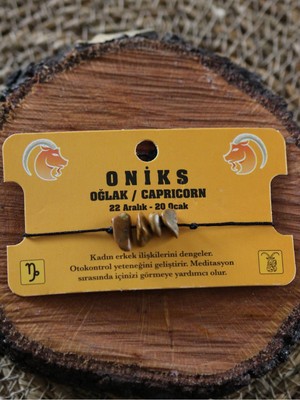 ONİKS
OĞLAK / CAPRICORN
22 Aralık - 20 Ocak
Kadın erkek ilişkilerini dengeler.
Otokontrol yeteneğini geliştirir. Meditasyon
sırasında içinizi görmeye yardımcı olur.